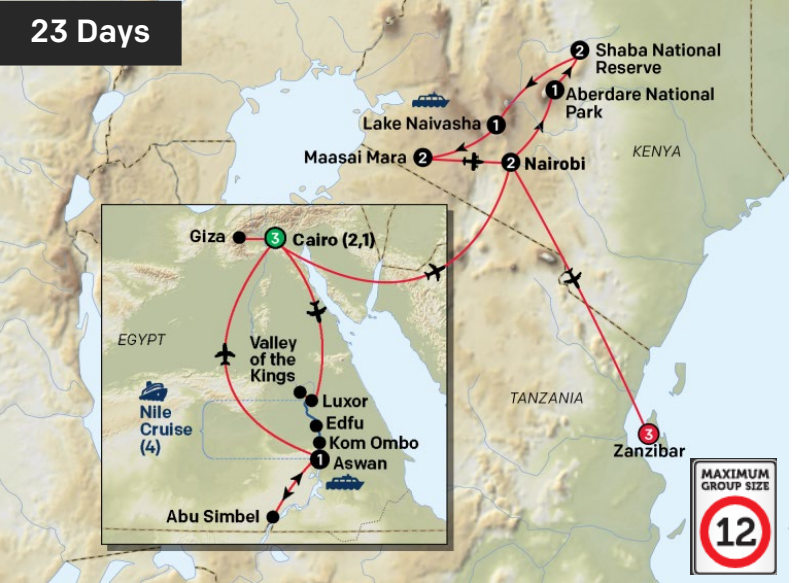 23 Days
2 Shaba National
Reserve
1 Aberdare National
Park
Lake Naivasha 1
Maasai Mara 2
2 Nairobi
KENYA
Giza
3 Cairo (2,1)
EGYPT
Valley
of the
Kings
Luxor
Nile
Cruise
(4)
Edfu
Kom Ombo
1 Aswan
Abu Simbel
TANZANIA
3
Zanzibar
MAXIMUM
GROUP SIZE
12